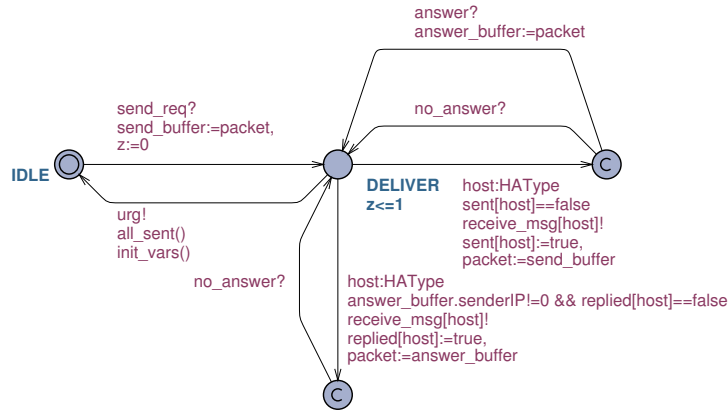 answer?
answer_buffer:=packet
send_req?
send_buffer:=packet,
z:=0
no_answer?
C
IDLE
DELIVER
z<=1
host:HAType
sent[host]==false
receive_msg[host]!
sent[host]:=true,
packet:=send_buffer
urg!
all_sent()
init_vars()
no_answer?
host:HAType
answer_buffer.senderIP!=0 && replied[host]==false
receive_msg[host]!
replied[host]:=true,
packet:=answer_buffer
C